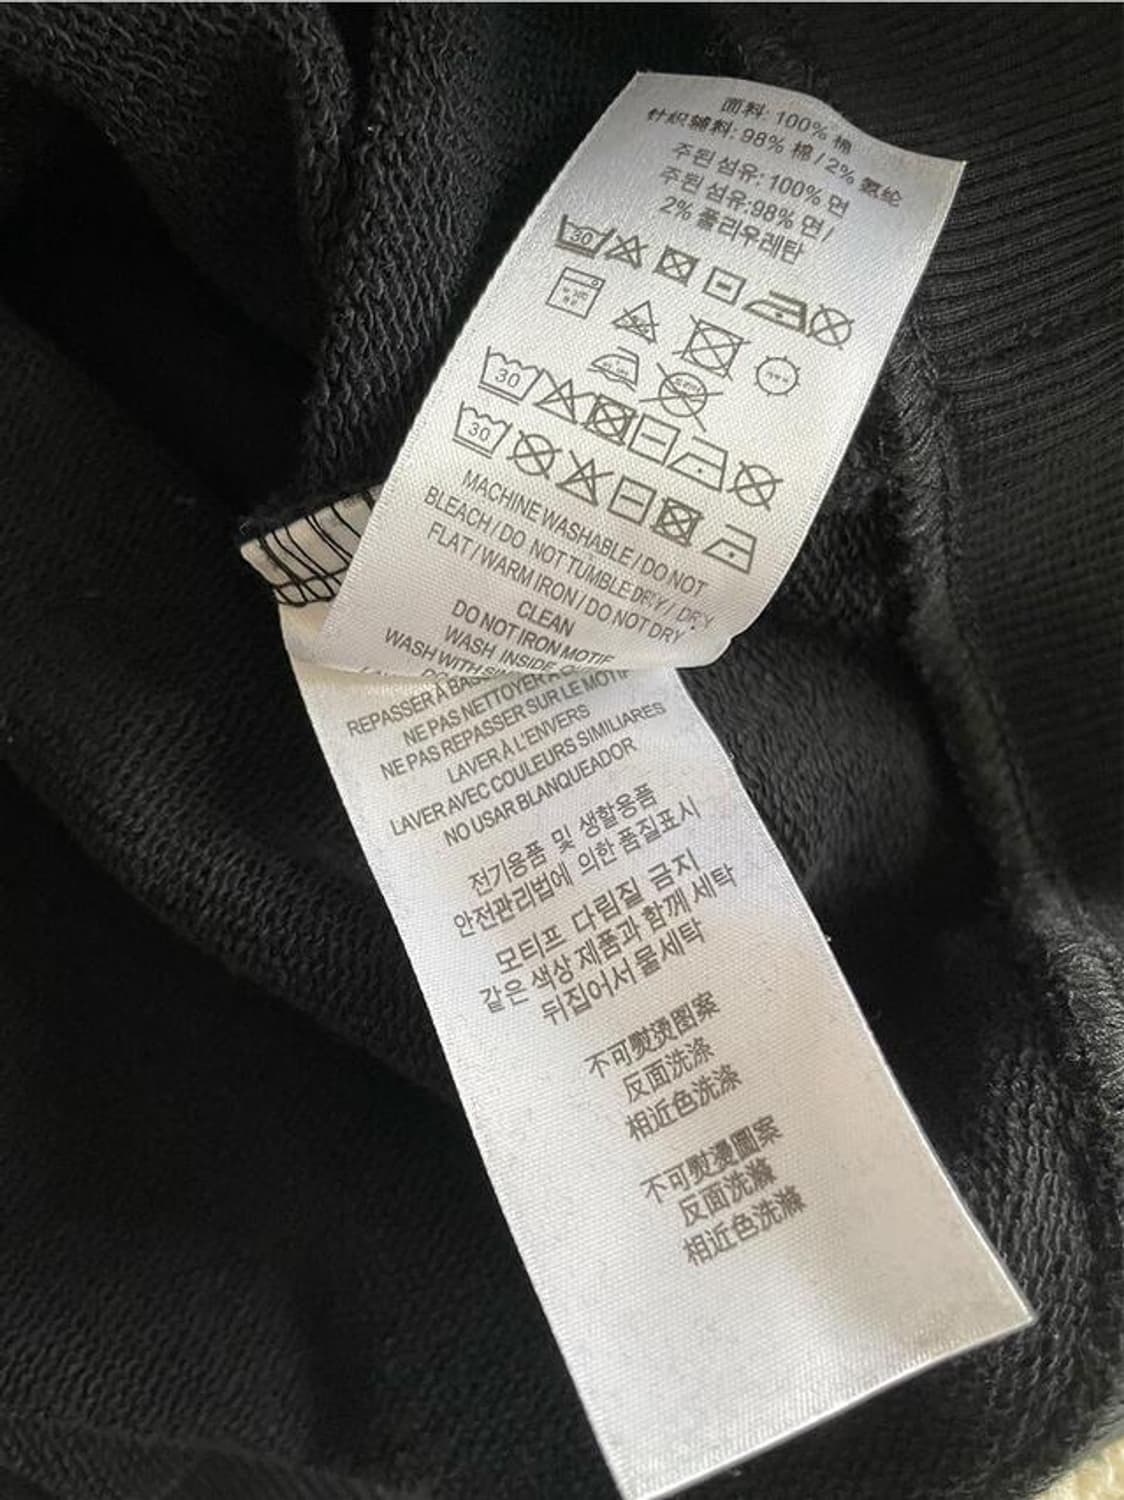 面料: 100% 棉
针织辅料: 98% 棉 / 2% 氨纶
주된 섬유: 100% 면
주된 섬유:98% 면 /
2% 폴리우레탄
30
30
30
MACHINE WASHABLE / DO NOT
BLEACH / DO NOT TUMBLE DRY / DRY
FLAT / WARM IRON / DO NOT DRY
CLEAN
DO NOT IRON MOTIF
WASH INSIDE
WASH WITH
REPASSER À
NE PAS NETTOYER À
NE PAS REPASSER SUR LE MOTIF
LAVER À L'ENVERS
LAVER AVEC COULEURS SIMILIARES
NO USAR BLANQUEADOR
전기용품 및 생활용품
안전관리법에 의한 품질표시
모티프 다림질 금지
같은 색상 제품과 함께 세탁
뒤집어서 물세탁
不可熨烫图案
反面洗涤
相近色洗涤
不可熨燙圖案
反面洗滌
相近色洗滌